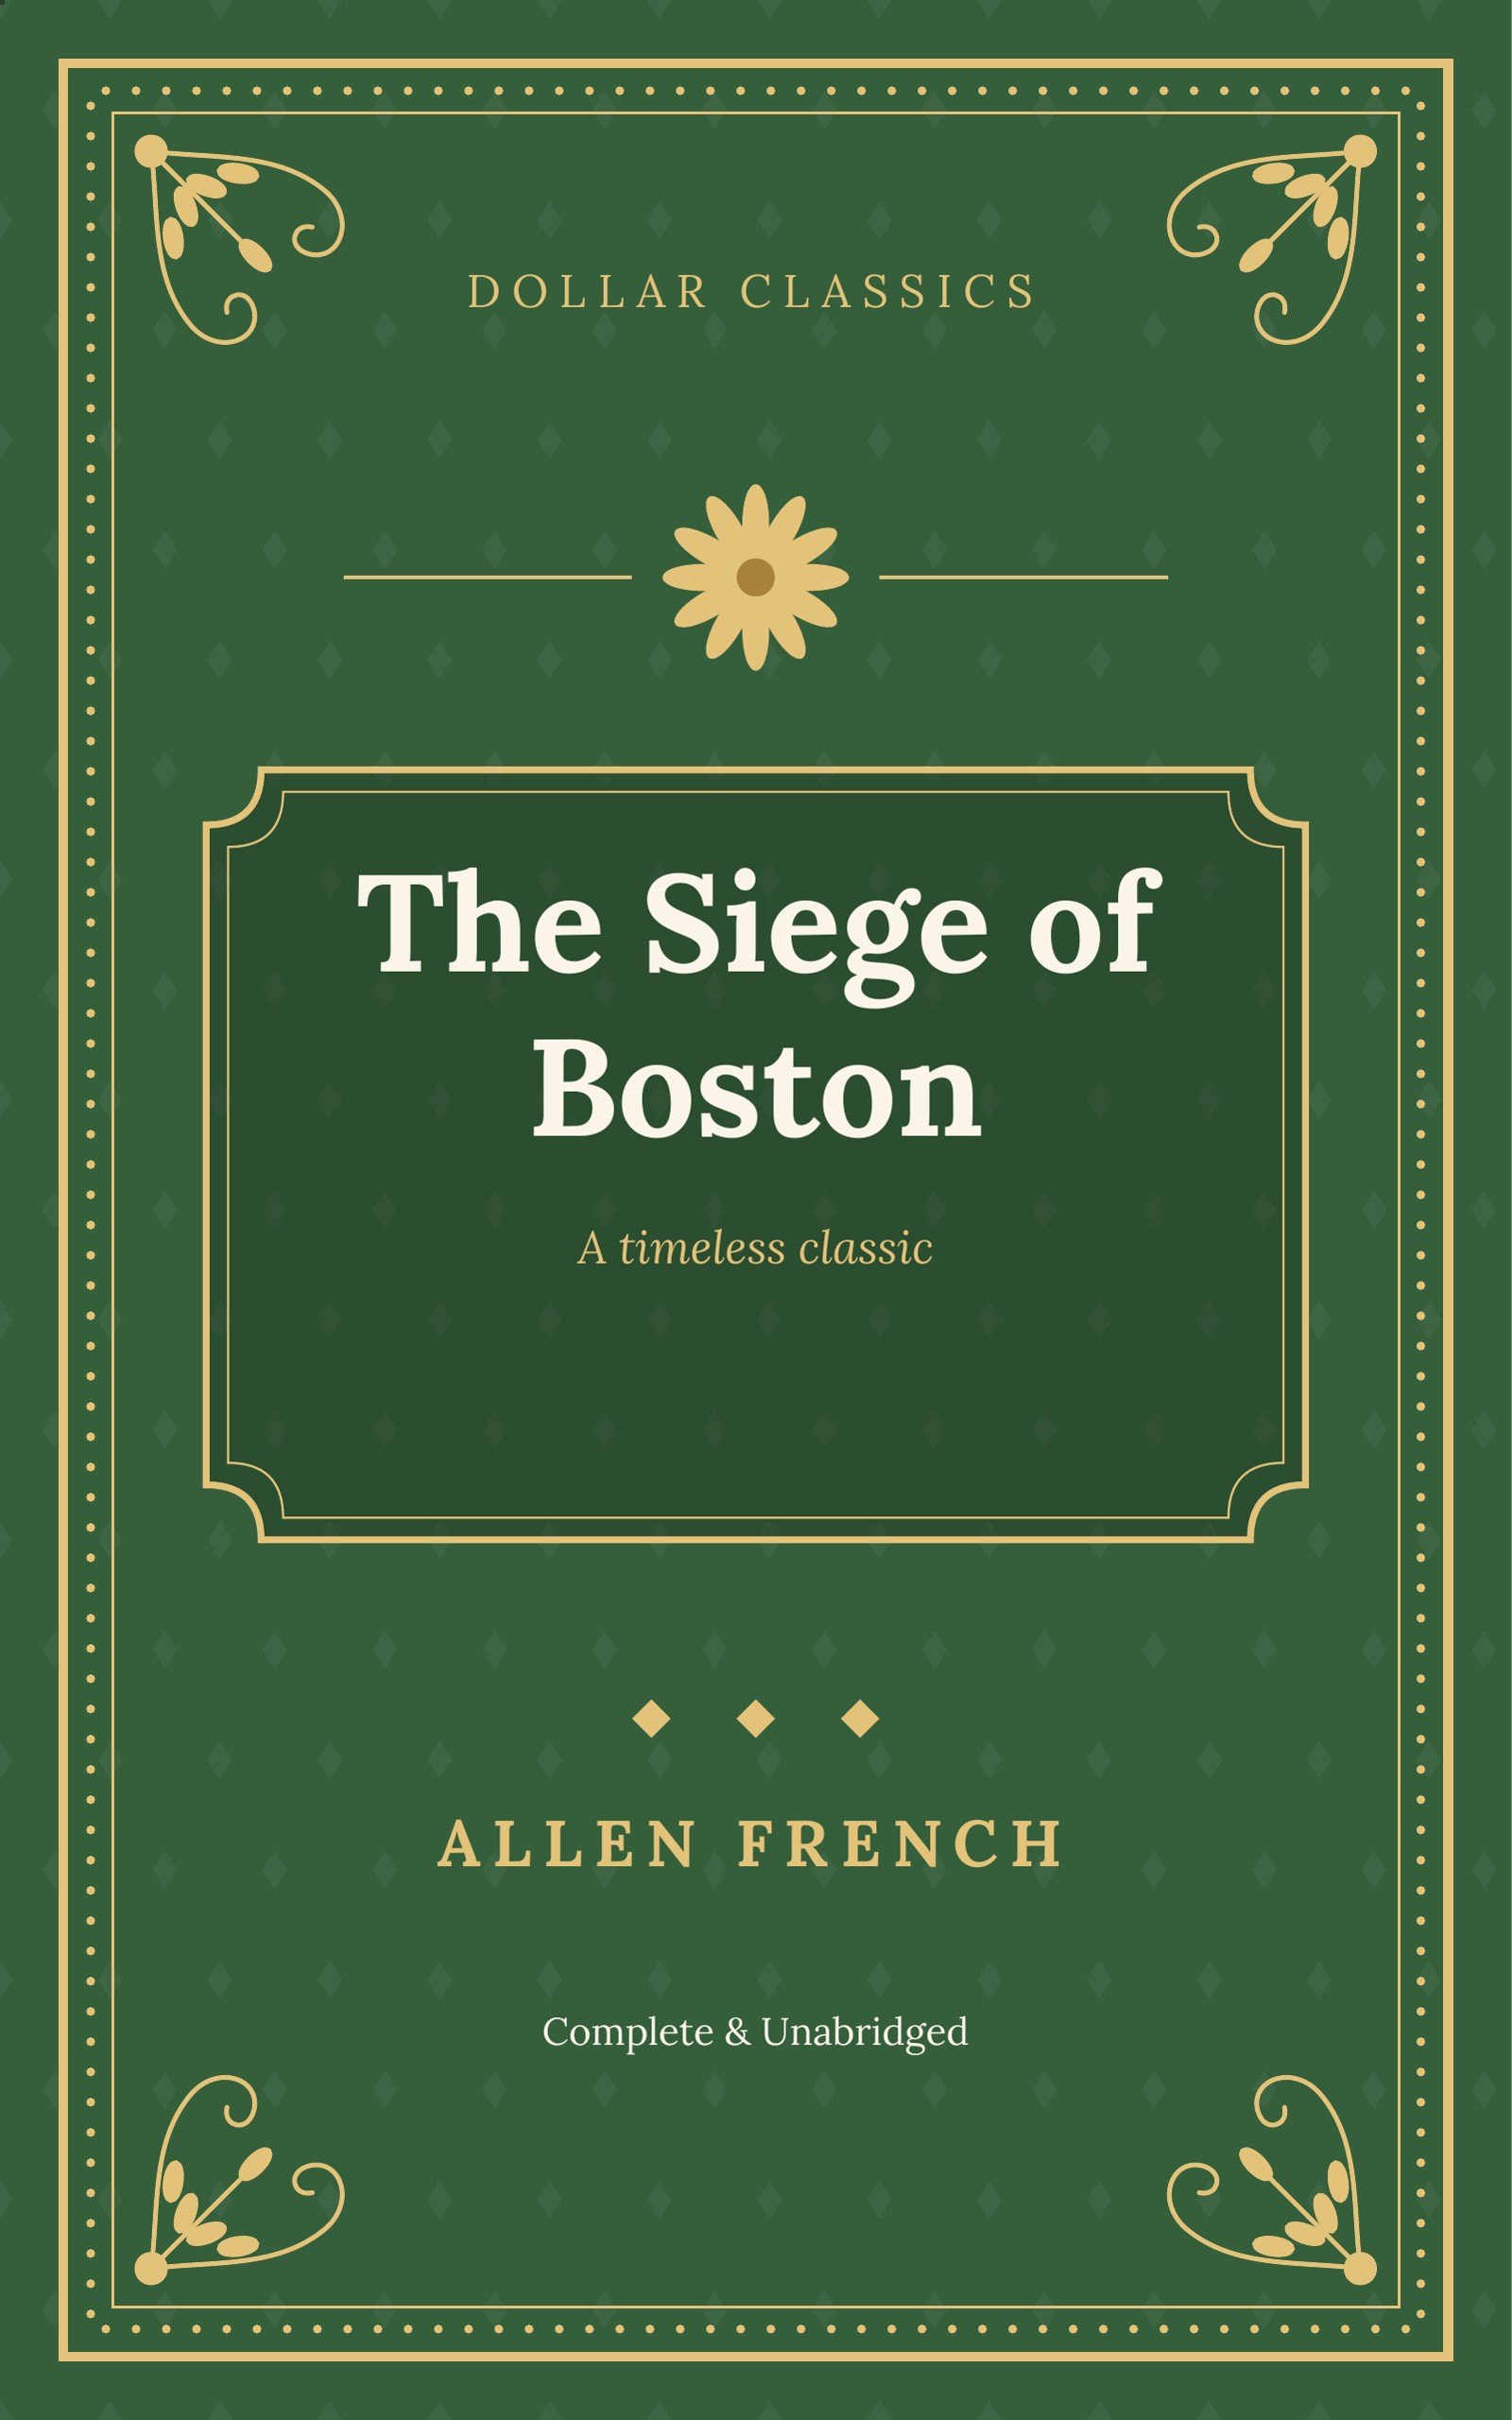 DOLLAR CLASSICS
The Siege of
Boston
A timeless classic
ALLEN FRENCH
Complete & Unabridged